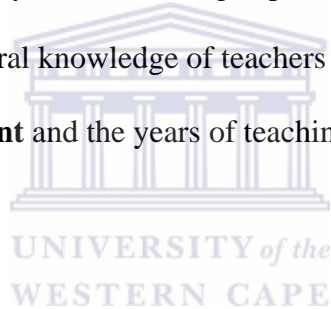 ral knowledge of teachers
nt and the years of teachin
UNIVERSITY of the
WESTERN CAPE